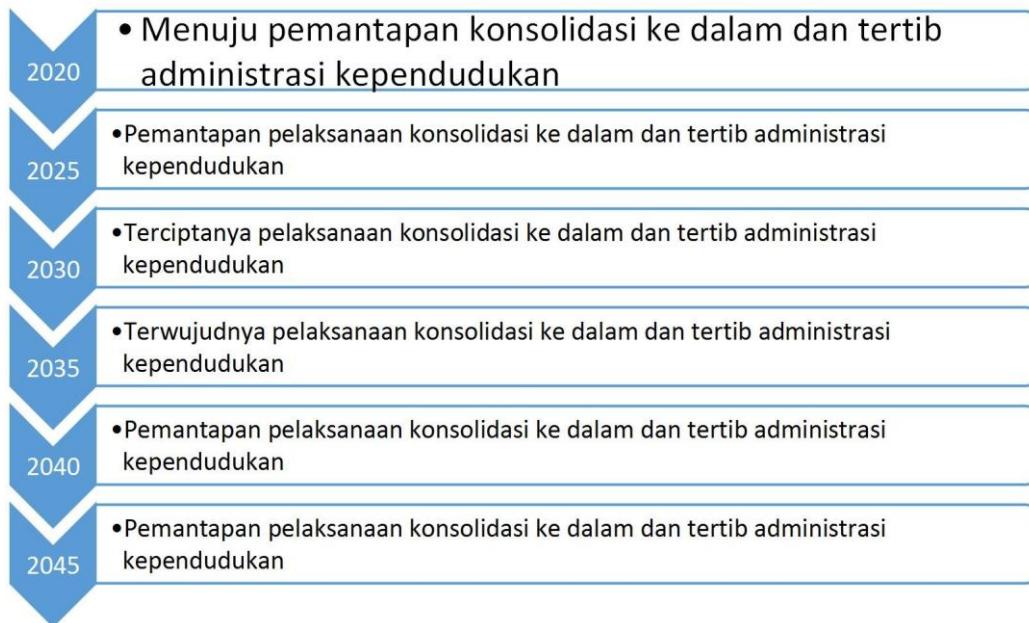 • Menuju pemantapan konsolidasi ke dalam dan tertib
administrasi kependudukan
2020
•Pemantapan pelaksanaan konsolidasi ke dalam dan tertib administrasi
kependudukan
2025
•Terciptanya pelaksanaan konsolidasi ke dalam dan tertib administrasi
kependudukan
2030
•Terwujudnya pelaksanaan konsolidasi ke dalam dan tertib administrasi
kependudukan
2035
•Pemantapan pelaksanaan konsolidasi ke dalam dan tertib administrasi
kependudukan
2040
•Pemantapan pelaksanaan konsolidasi ke dalam dan tertib administrasi
kependudukan
2045